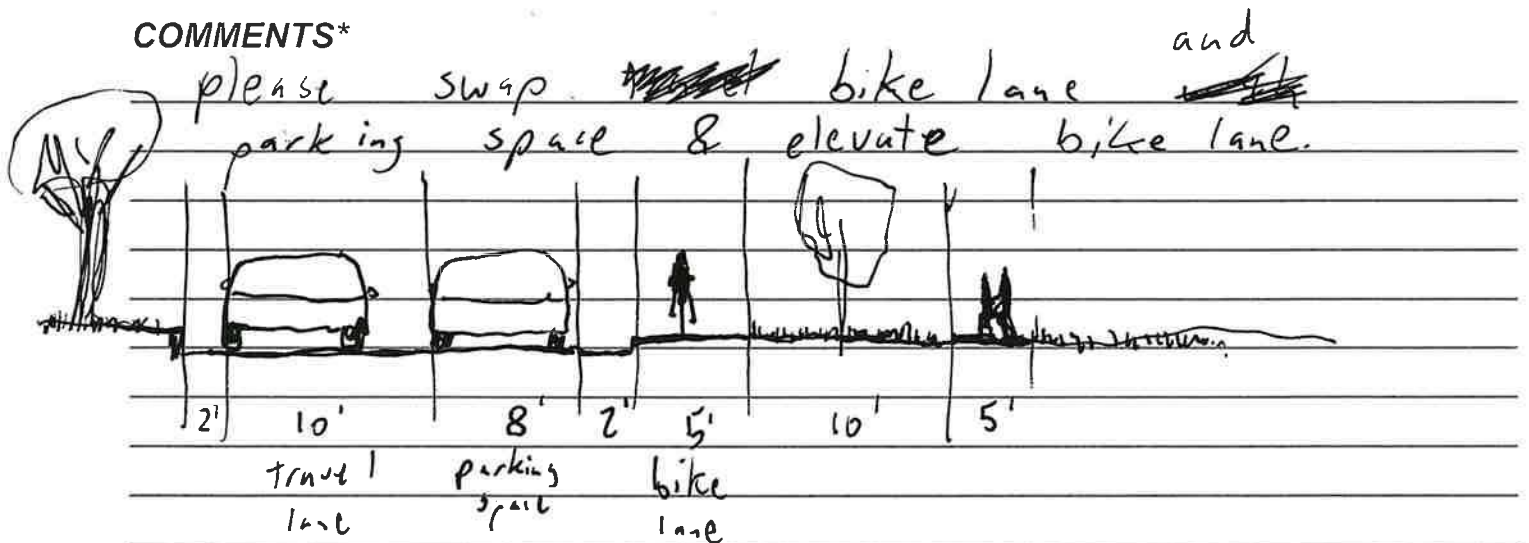 COMMENTS*
and
please swap bike lane
parking space & elevate bike lane.
2' 10' 8' 2' 5' 10' 5'
travel parking bike
lane space lane